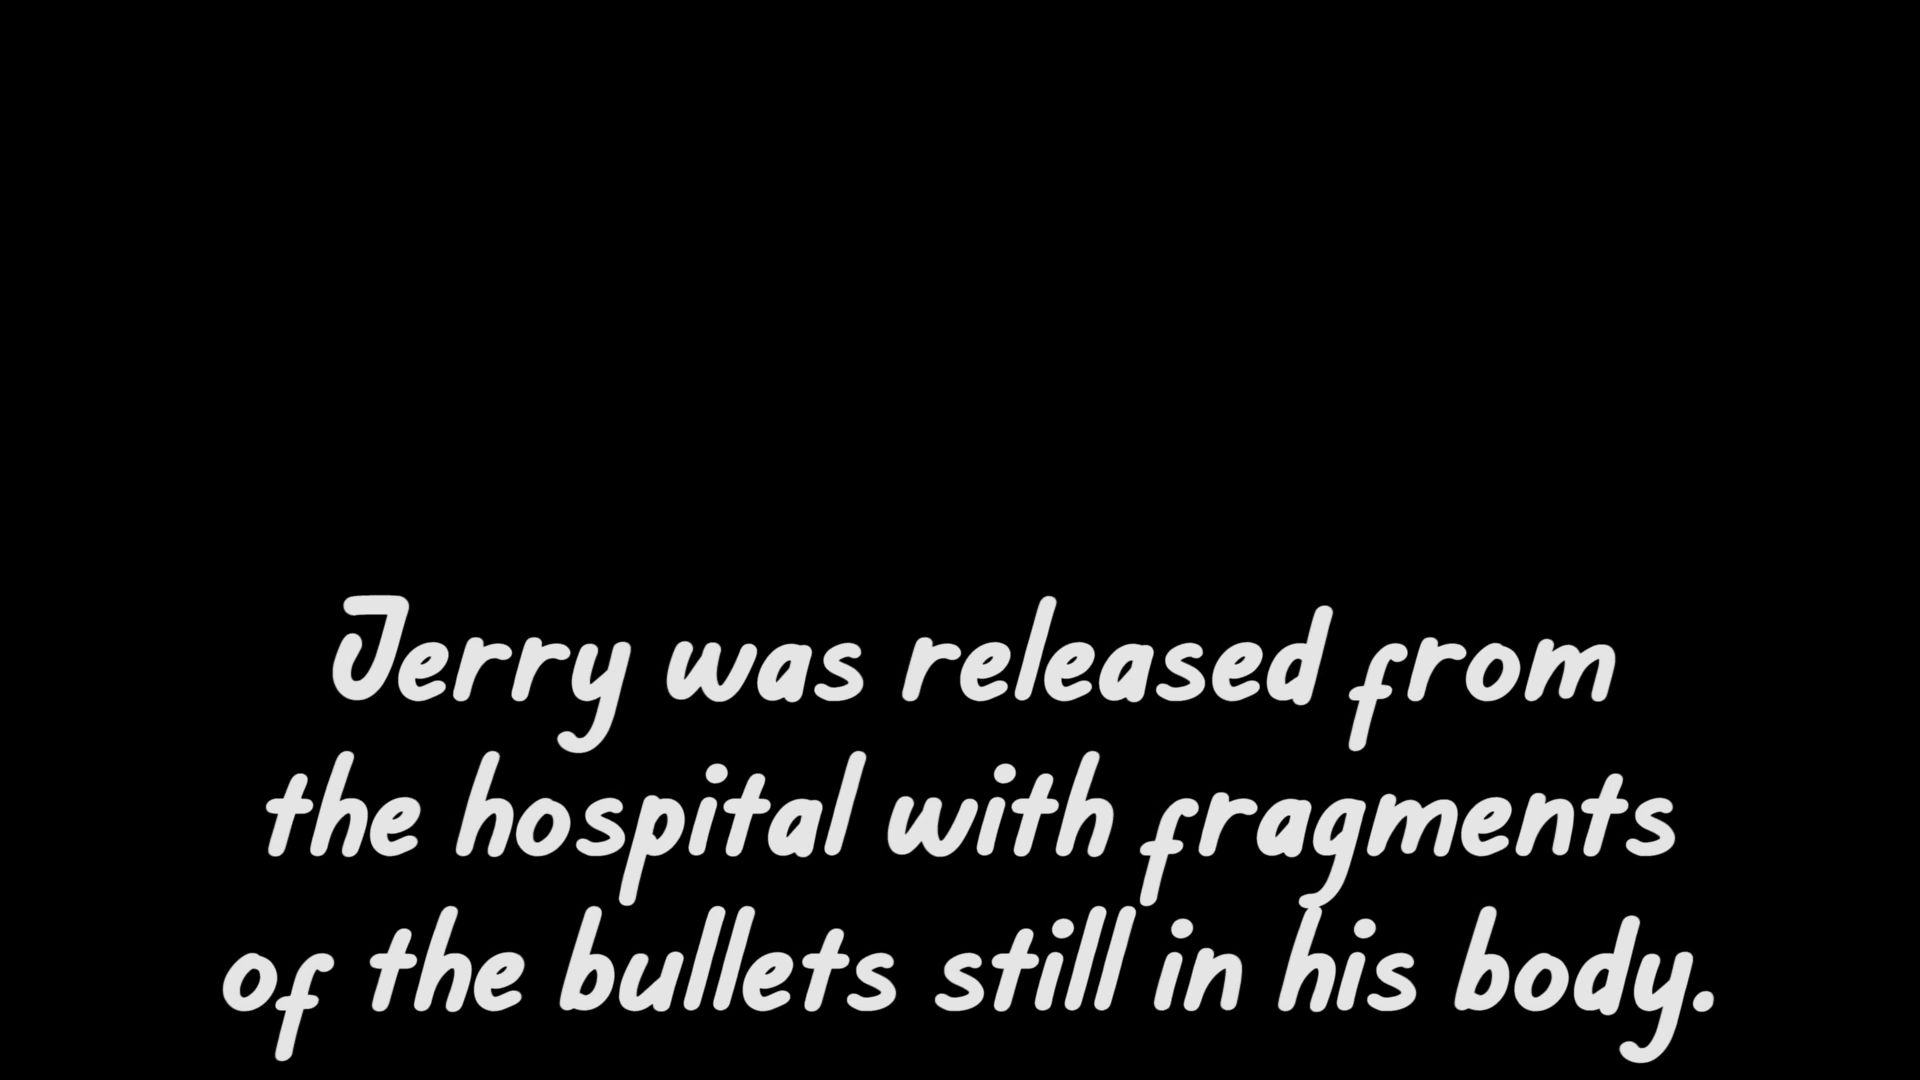 Jerry was released from
the hospital with fragments
of the bullets still in his body.